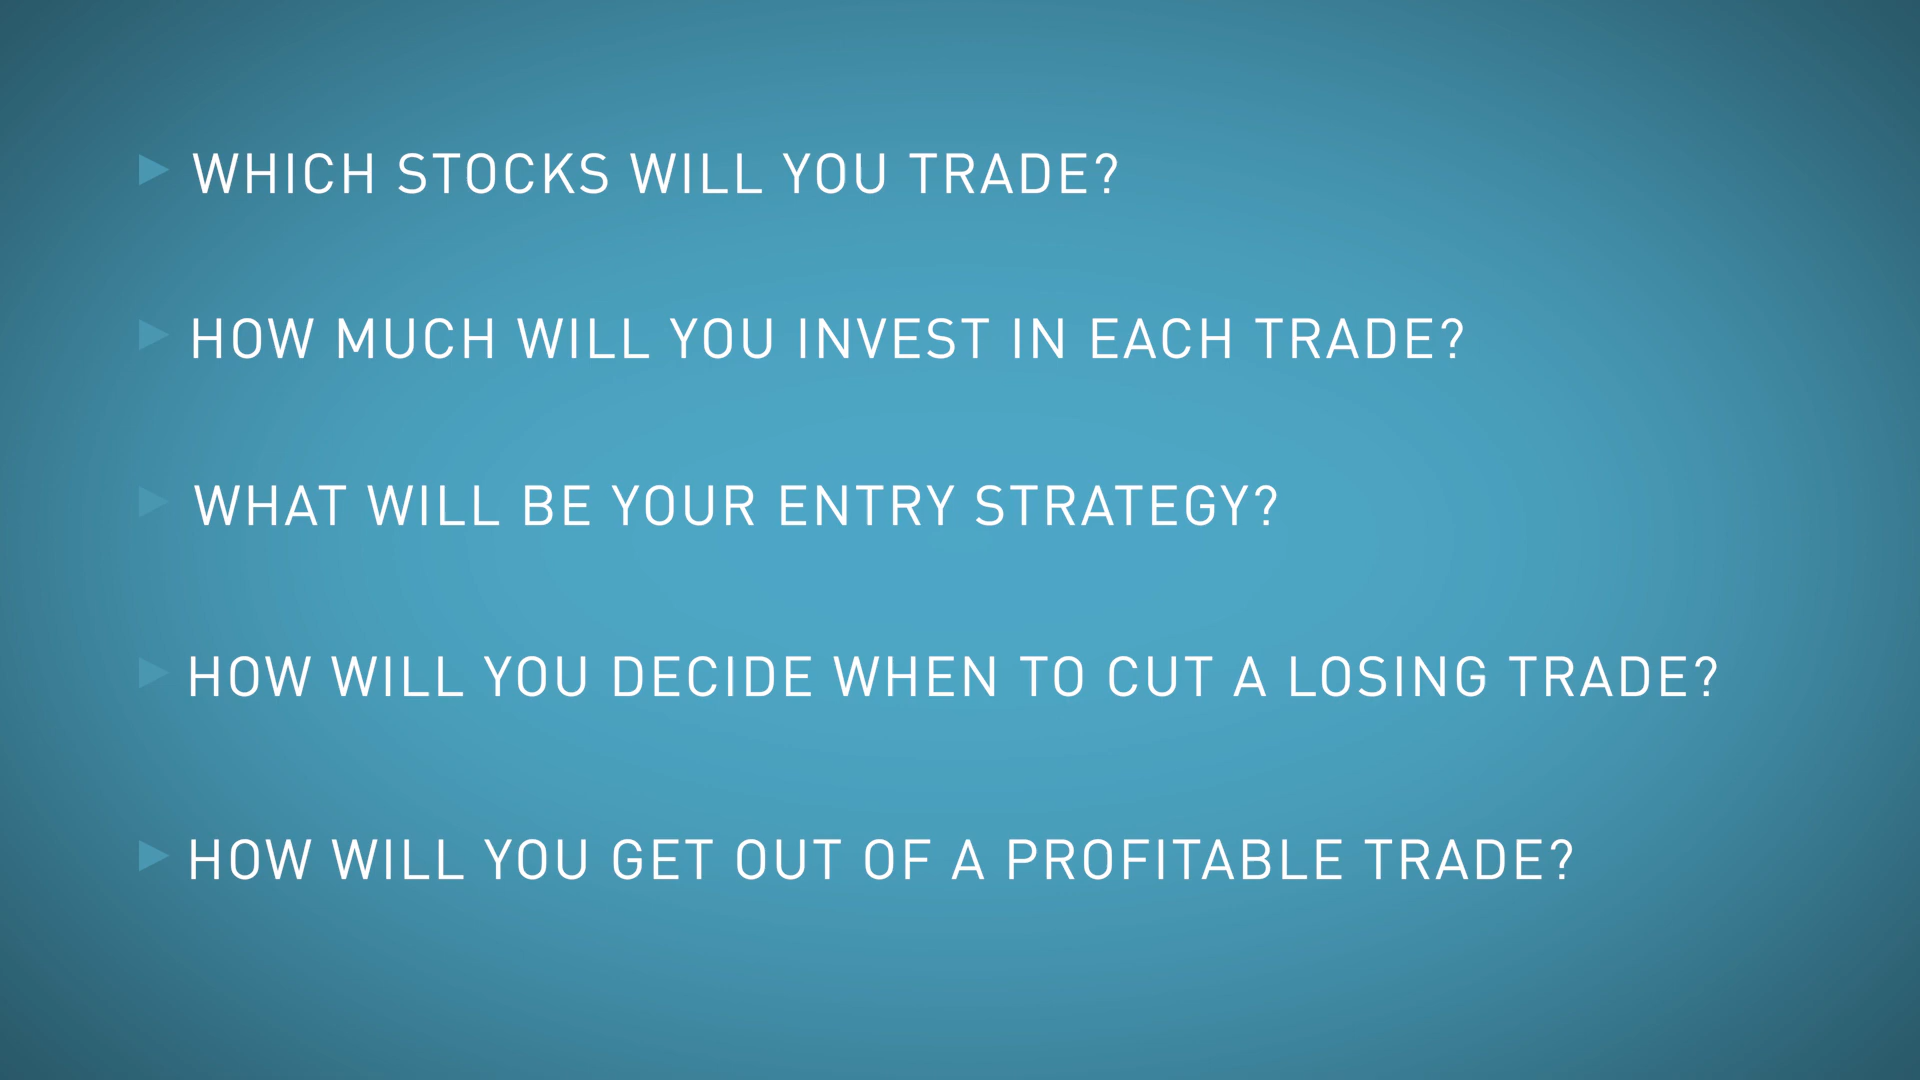 WHICH STOCKS WILL YOU TRADE?
HOW MUCH WILL YOU INVEST IN EACH TRADE?
WHAT WILL BE YOUR ENTRY STRATEGY?
HOW WILL YOU DECIDE WHEN TO CUT A LOSING TRADE?
HOW WILL YOU GET OUT OF A PROFITABLE TRADE?